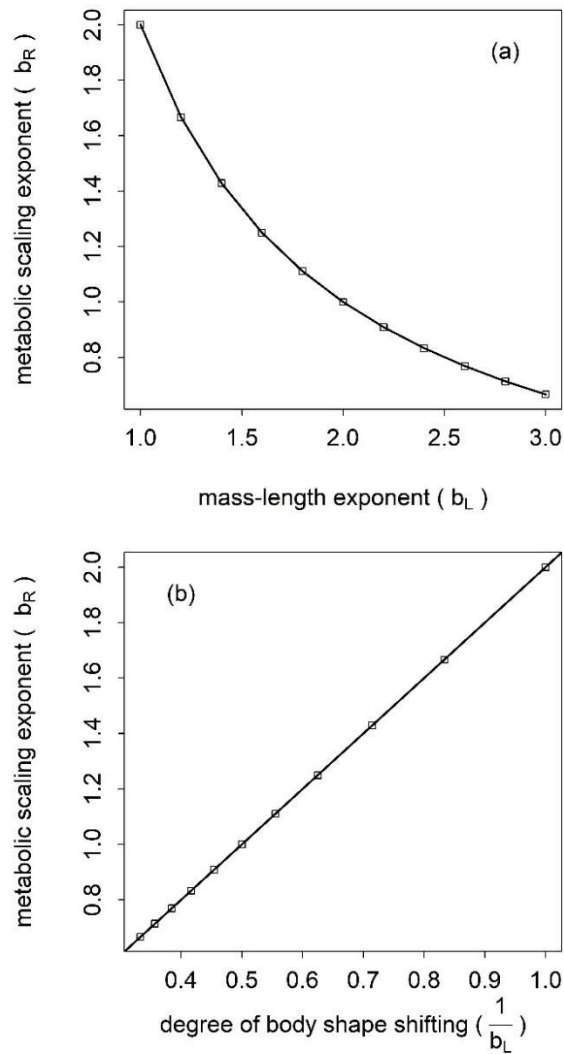 metabolic scaling exponent ( b_R)
2.0
1.8
1.6
1.4
1.2
1.0
0.8
(a)
1.0 1.5 2.0 2.5 3.0
mass-length exponent ( b_L )
metabolic scaling exponent ( b_R)
2.0
1.8
1.6
1.4
1.2
1.0
0.8
(b)
0.4 0.5 0.6 0.7 0.8 0.9 1.0
degree of body shape shifting ( 1/b_L )